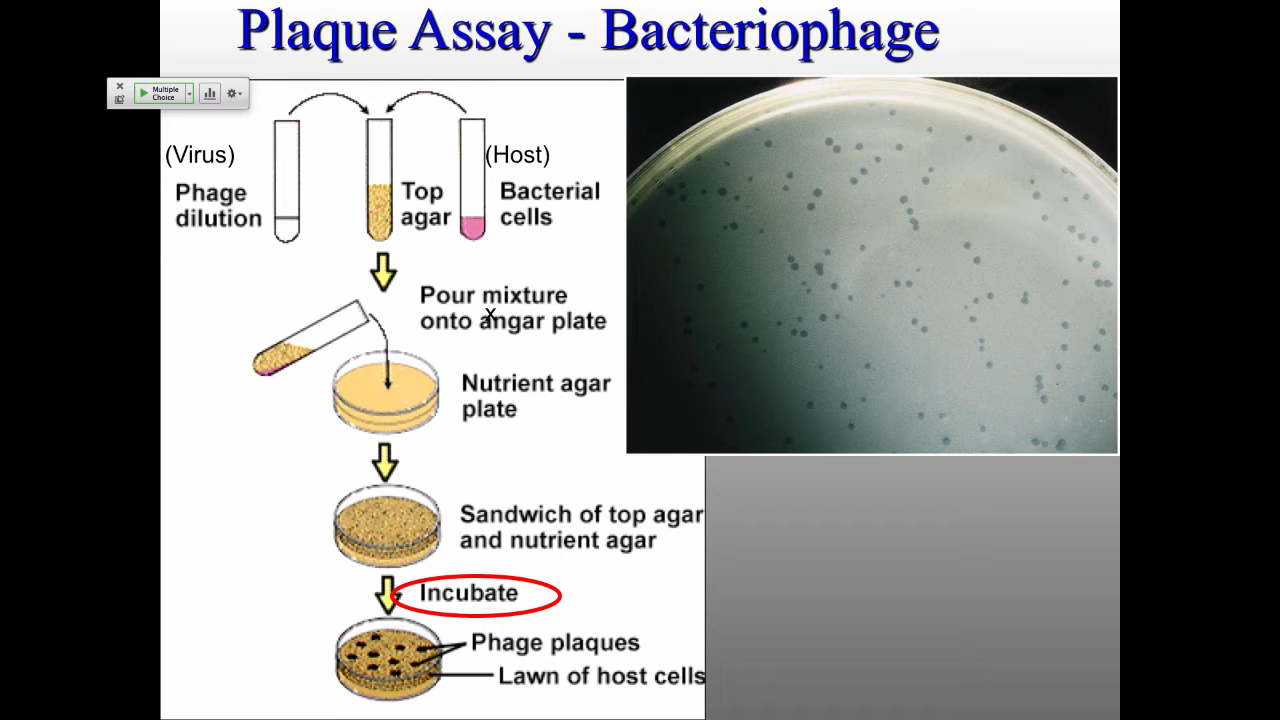 Plaque Assay - Bacteriophage
Multiple
Choice
(Virus)
(Host)
Phage
dilution
Top
agar
Bacterial
cells
Pour mixture
x
onto angar plate
Nutrient agar
plate
Sandwich of top agar
and nutrient agar
Incubate
Phage plaques
Lawn of host cells